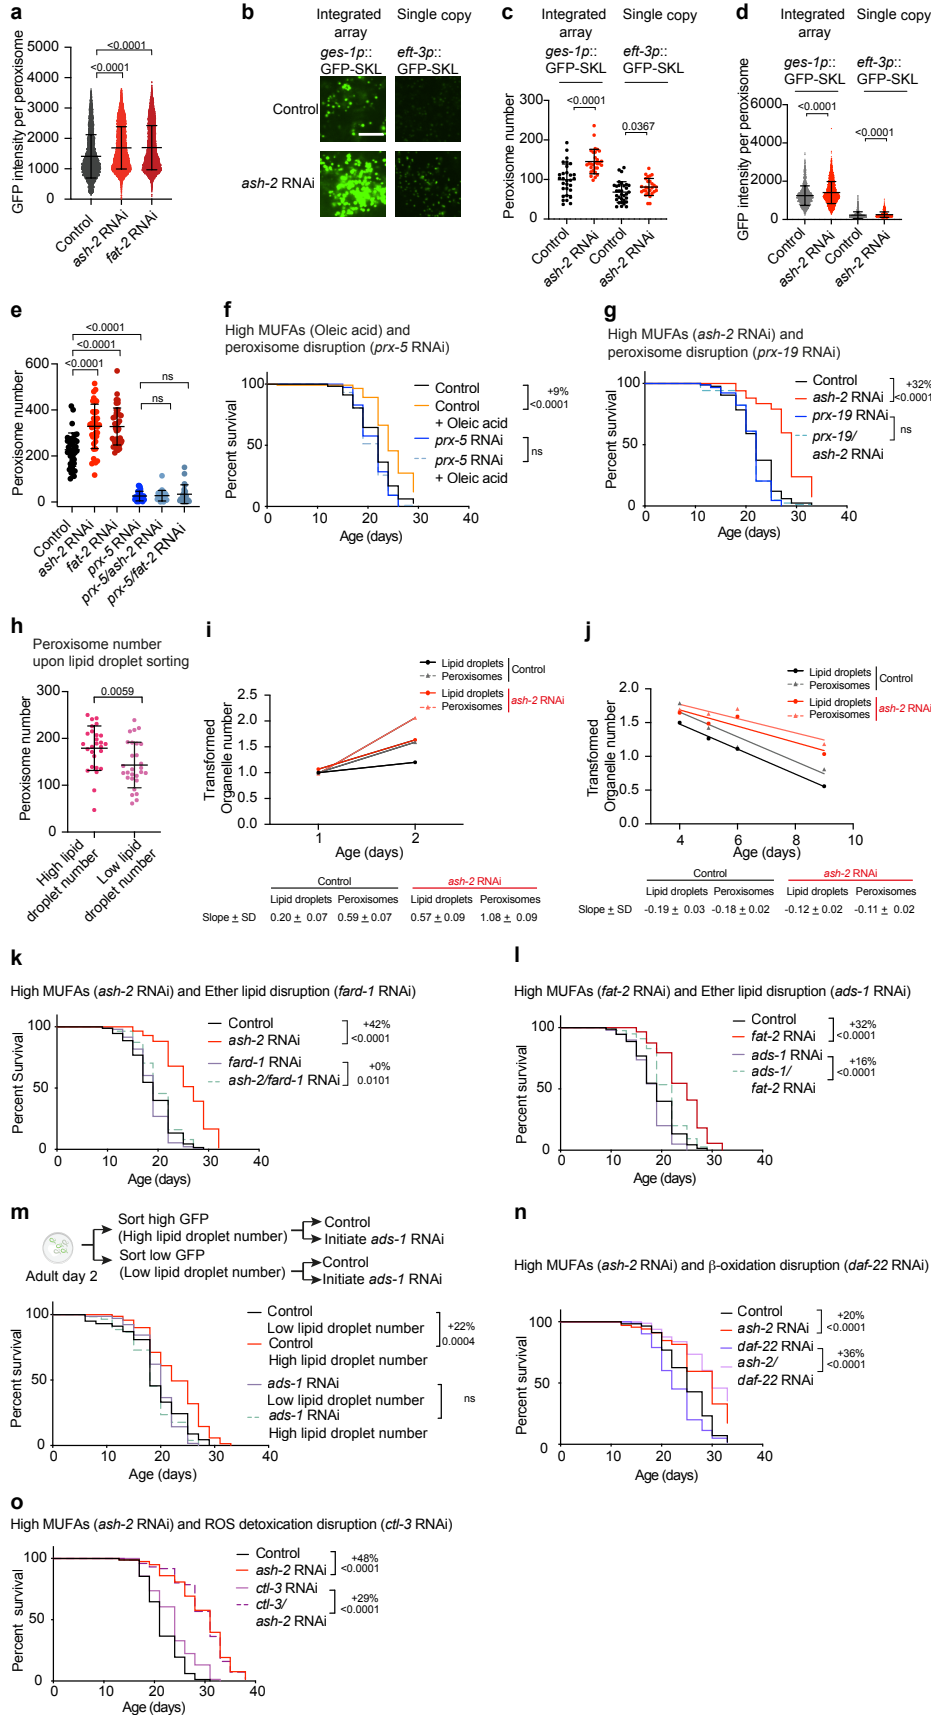 a
GFP intensity per peroxisome
5000
4000
3000
2000
1000
0
<0.0001
<0.0001
Control
ash-2 RNAi
fat-2 RNAi
b
Integrated
array
Single copy
ges-1p::
GFP-SKL
eft-3p::
GFP-SKL
Control
ash-2 RNAi
c
Integrated
array
Single copy
ges-1p::
GFP-SKL
eft-3p::
GFP-SKL
Peroxisome number
300
200
100
0
<0.0001
0.0367
Control
ash-2 RNAi
Control
ash-2 RNAi
d
Integrated
array
Single copy
ges-1p::
GFP-SKL
eft-3p::
GFP-SKL
GFP intensity per peroxisome
6000
4000
2000
0
<0.0001
<0.0001
Control
ash-2 RNAi
Control
ash-2 RNAi
e
Peroxisome number
600
400
200
0
<0.0001
<0.0001
<0.0001
ns
ns
Control
ash-2 RNAi
fat-2 RNAi
prx-5 RNAi
prx-5/ash-2 RNAi
prx-5/fat-2 RNAi
f
High MUFAs (Oleic acid) and
peroxisome disruption (prx-5 RNAi)
Percent survival
100
50
0
0 10 20 30 40
Age (days)
Control
Control
+ Oleic acid
prx-5 RNAi
prx-5 RNAi
+ Oleic acid
+9%
<0.0001
ns
g
High MUFAs (ash-2 RNAi) and
peroxisome disruption (prx-19 RNAi)
Percent survival
100
50
0
0 10 20 30 40
Age (days)
Control
ash-2 RNAi
prx-19 RNAi
prx-19/
ash-2 RNAi
+32%
<0.0001
ns
h
Peroxisome number
upon lipid droplet sorting
Peroxisome number
300
200
100
0
0.0059
High lipid
droplet number
Low lipid
droplet number
i
Lipid droplets
Peroxisomes
Control
Lipid droplets
Peroxisomes
ash-2 RNAi
Transformed
Organelle number
2.5
2.0
1.5
1.0
0.0
1 2
Age (days)
Control
ash-2 RNAi
Lipid droplets Peroxisomes Lipid droplets Peroxisomes
Slope ± SD 0.20 ± 0.07 0.59 ± 0.07 0.57 ± 0.09 1.08 ± 0.09
j
Lipid droplets
Peroxisomes
Control
Lipid droplets
Peroxisomes
ash-2 RNAi
Transformed
Organelle number
2.0
1.5
1.0
0.5
0.0
4 6 8 10
Age (days)
Control
ash-2 RNAi
Lipid droplets Peroxisomes Lipid droplets Peroxisomes
Slope ± SD -0.19 ± 0.03 -0.18 ± 0.02 -0.12 ± 0.02 -0.11 ± 0.02
k
High MUFAs (ash-2 RNAi) and Ether lipid disruption (fard-1 RNAi)
Percent Survival
100
50
0
0 10 20 30 40
Age (days)
Control
ash-2 RNAi
fard-1 RNAi
ash-2/fard-1 RNAi
+42%
<0.0001
+0%
0.0101
l
High MUFAs (fat-2 RNAi) and Ether lipid disruption (ads-1 RNAi)
Percent survival
100
50
0
0 10 20 30 40
Age (days)
Control
fat-2 RNAi
ads-1 RNAi
ads-1/
fat-2 RNAi
+32%
<0.0001
+16%
<0.0001
m
Adult day 2
Sort high GFP
(High lipid droplet number)
Control
Initiate ads-1 RNAi
Sort low GFP
(Low lipid droplet number)
Control
Initiate ads-1 RNAi
Percent survival
100
50
0
0 10 20 30 40
Age (days)
Control
Low lipid droplet number
Control
High lipid droplet number
ads-1 RNAi
Low lipid droplet number
ads-1 RNAi
High lipid droplet number
+22%
0.0004
ns
n
High MUFAs (ash-2 RNAi) and β-oxidation disruption (daf-22 RNAi)
Percent survival
100
50
0
0 10 20 30 40
Age (days)
Control
ash-2 RNAi
daf-22 RNAi
ash-2/
daf-22 RNAi
+20%
<0.0001
+36%
<0.0001
o
High MUFAs (ash-2 RNAi) and ROS detoxication disruption (ctl-3 RNAi)
Percent survival
100
50
0
0 10 20 30 40
Age (days)
Control
ash-2 RNAi
ctl-3 RNAi
ctl-3/
ash-2 RNAi
+48%
<0.0001
+29%
<0.0001